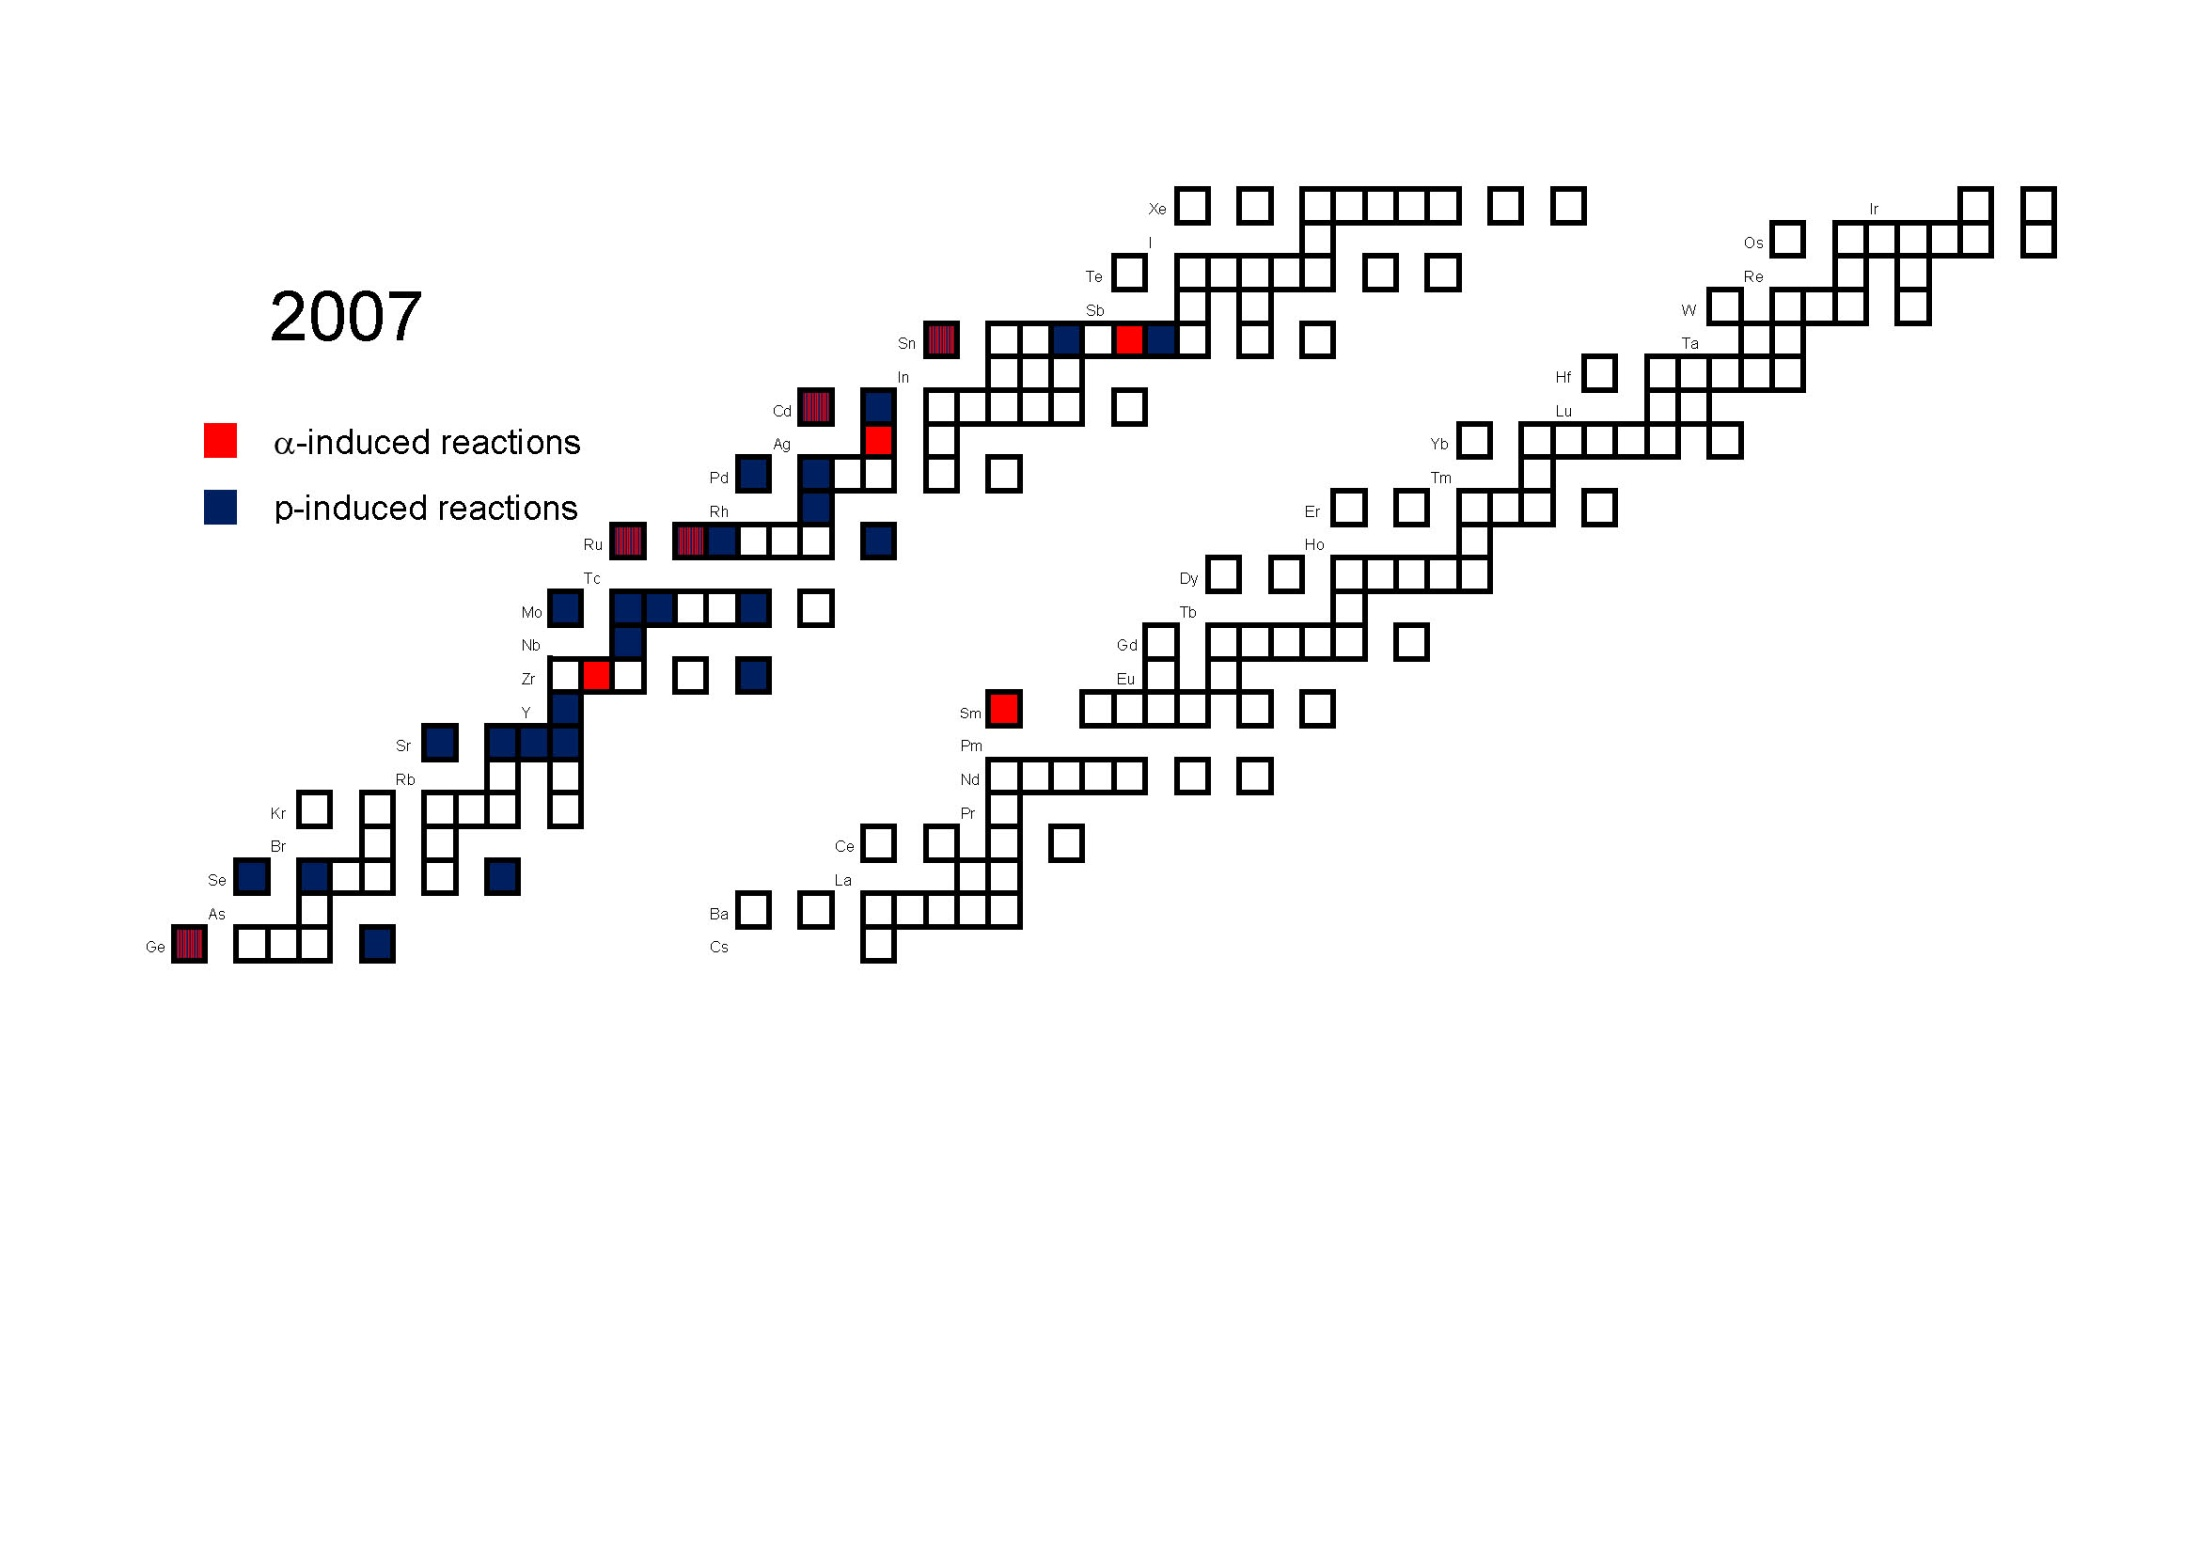 Xe
Ir
I
Os
Te
Re
2007
Sb
W
Sn
Ta
In
Hf
Cd
Lu
α-induced reactions
Ag
Yb
Pd
Tm
p-induced reactions
Rh
Er
Ru
Ho
Tc
Dy
Mo
Tb
Nb
Gd
Zr
Eu
Y
Sm
Sr
Pm
Rb
Nd
Kr
Pr
Br
Ce
Se
La
As
Ba
Ge
Cs